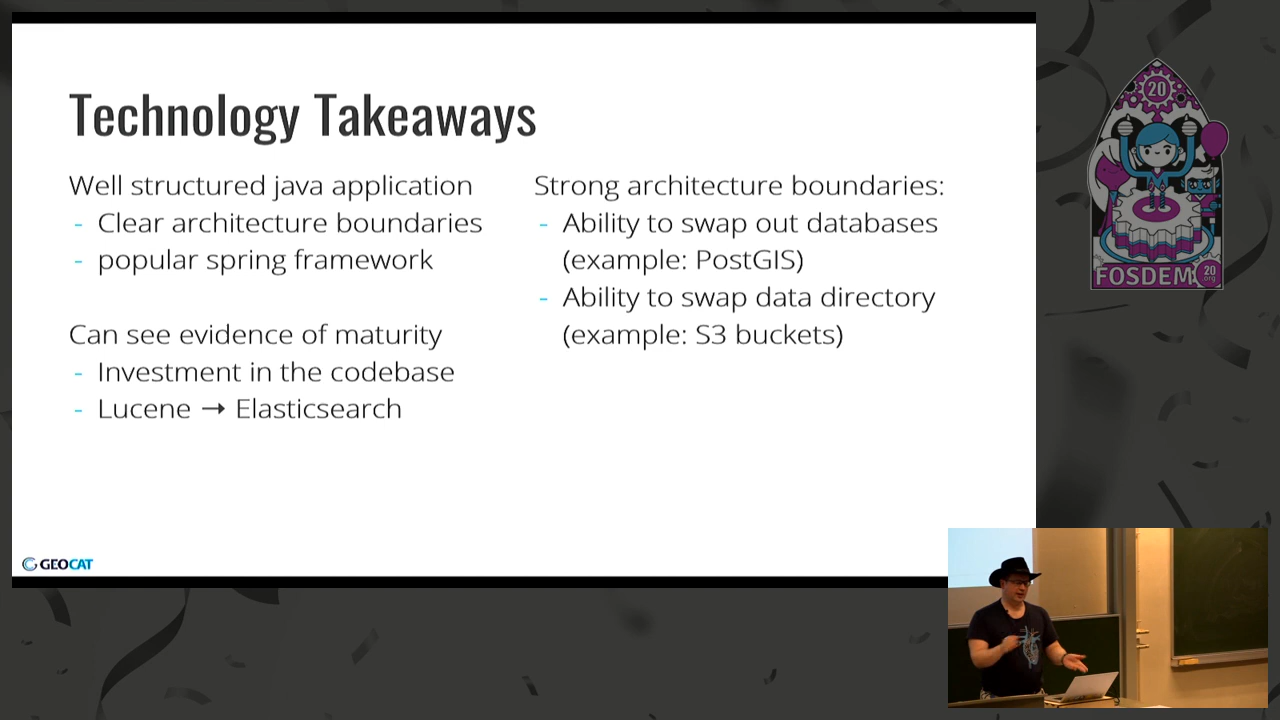 Technology Takeaways
Well structured java application
- Clear architecture boundaries
- popular spring framework
Can see evidence of maturity
- Investment in the codebase
- Lucene → Elasticsearch
Strong architecture boundaries:
- Ability to swap out databases
(example: PostGIS)
- Ability to swap data directory
(example: S3 buckets)
GEOCAT
20
FOSDEM
20
.org